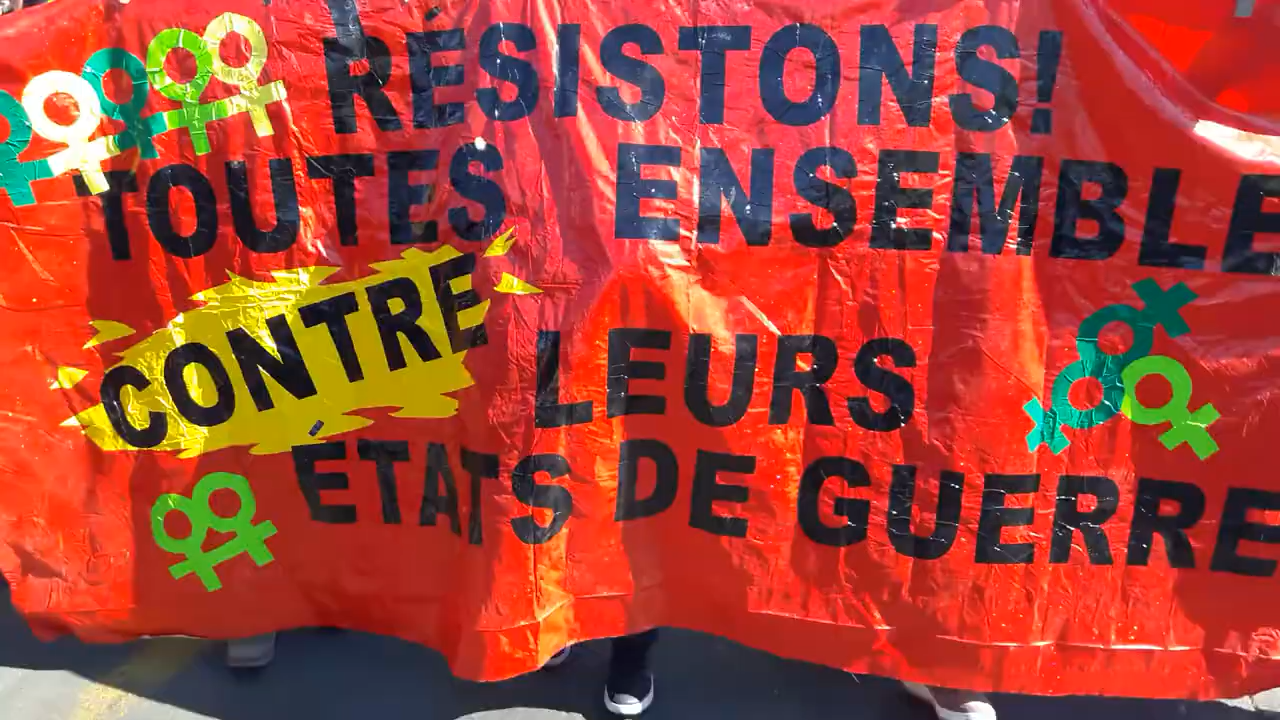 RÉSISTONS!
TOUTES ENSEMBLE
CONTRE LEURS
ÉTATS DE GUERRE